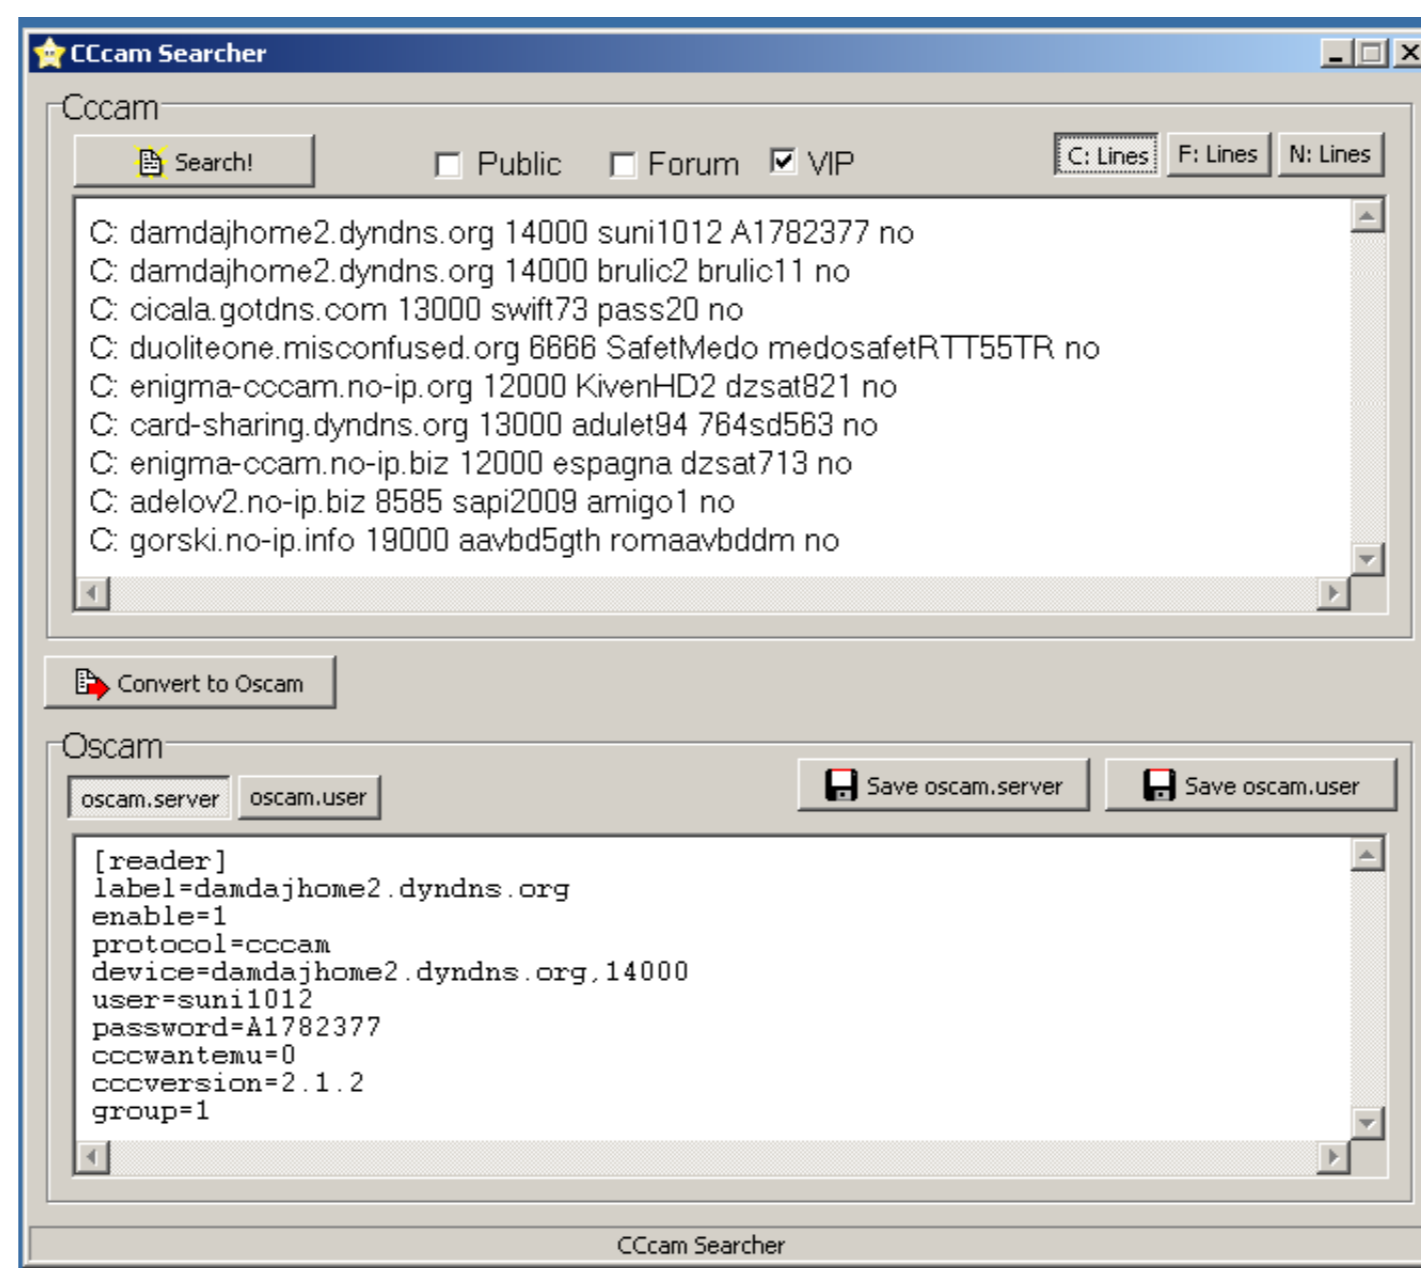 CCcam Searcher
Cccam
Search!
Public
Forum
VIP
C: Lines
F: Lines
N: Lines
C: damdajhome2.dyndns.org 14000 suni1012 A1782377 no
C: damdajhome2.dyndns.org 14000 brulic2 brulic11 no
C: cicala.gotdns.com 13000 swift73 pass20 no
C: duoliteone.misconfused.org 6666 SafetMedo medosafetRTT55TR no
C: enigma-cccam.no-ip.org 12000 KivenHD2 dzsat821 no
C: card-sharing.dyndns.org 13000 adulet94 764sd563 no
C: enigma-ccam.no-ip.biz 12000 espagna dzsat713 no
C: adelov2.no-ip.biz 8585 sapi2009 amigo1 no
C: gorski.no-ip.info 19000 aavbd5gth romaavbddm no
Convert to Oscam
Oscam
oscam.server
oscam.user
Save oscam.server
Save oscam.user
[reader]
label=damdajhome2.dyndns.org
enable=1
protocol=cccam
device=damdajhome2.dyndns.org,14000
user=suni1012
password=A1782377
cccwantemu=0
cccversion=2.1.2
group=1
CCcam Searcher